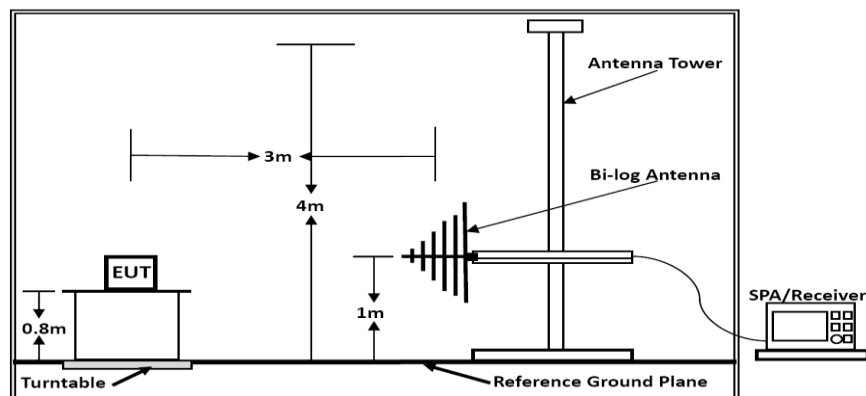 Antenna Tower
3m
Bi-log Antenna
4m
EUT
SPA/Receiver
0.8m
1m
Turntable
Reference Ground Plane